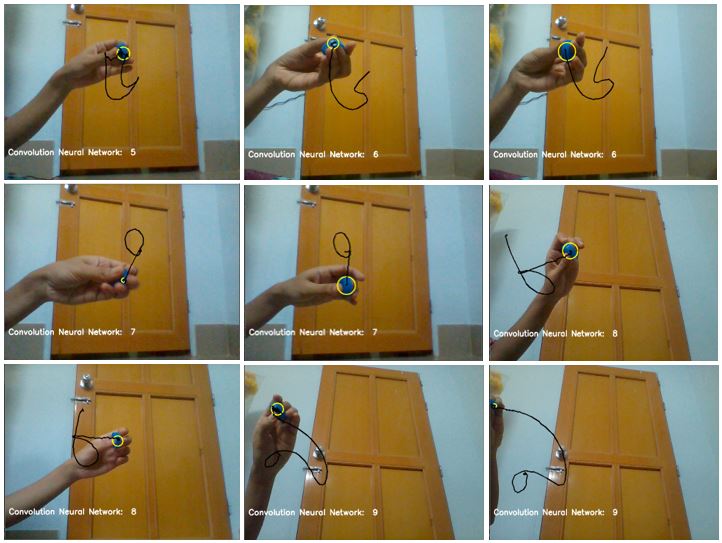 Convolution Neural Network: 5
Convolution Neural Network: 6
Convolution Neural Network: 6
Convolution Neural Network: 7
Convolution Neural Network: 7
Convolution Neural Network: 8
Convolution Neural Network: 8
Convolution Neural Network: 9
Convolution Neural Network: 9